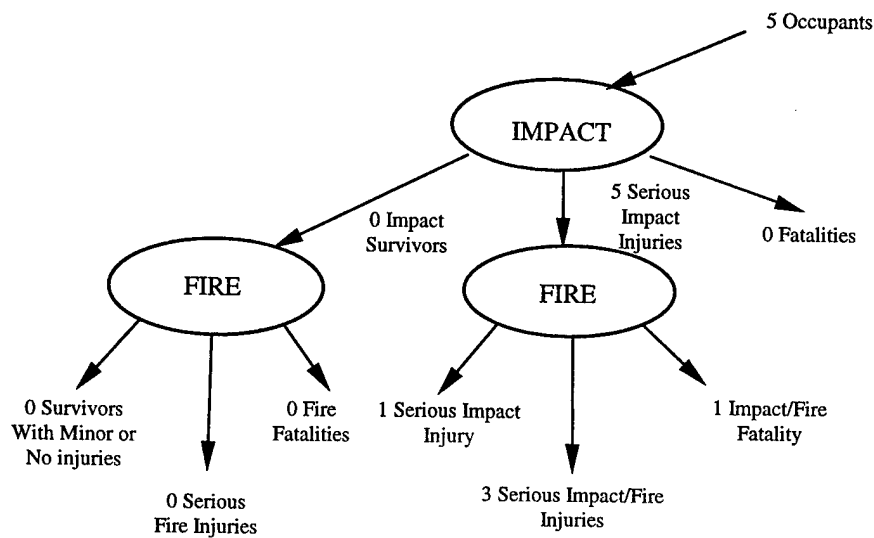 5 Occupants
IMPACT
0 Impact
Survivors
5 Serious
Impact
Injuries
0 Fatalities
FIRE
FIRE
0 Survivors
With Minor or
No injuries
0 Serious
Fire Injuries
0 Fire
Fatalities
1 Serious Impact
Injury
3 Serious Impact/Fire
Injuries
1 Impact/Fire
Fatality